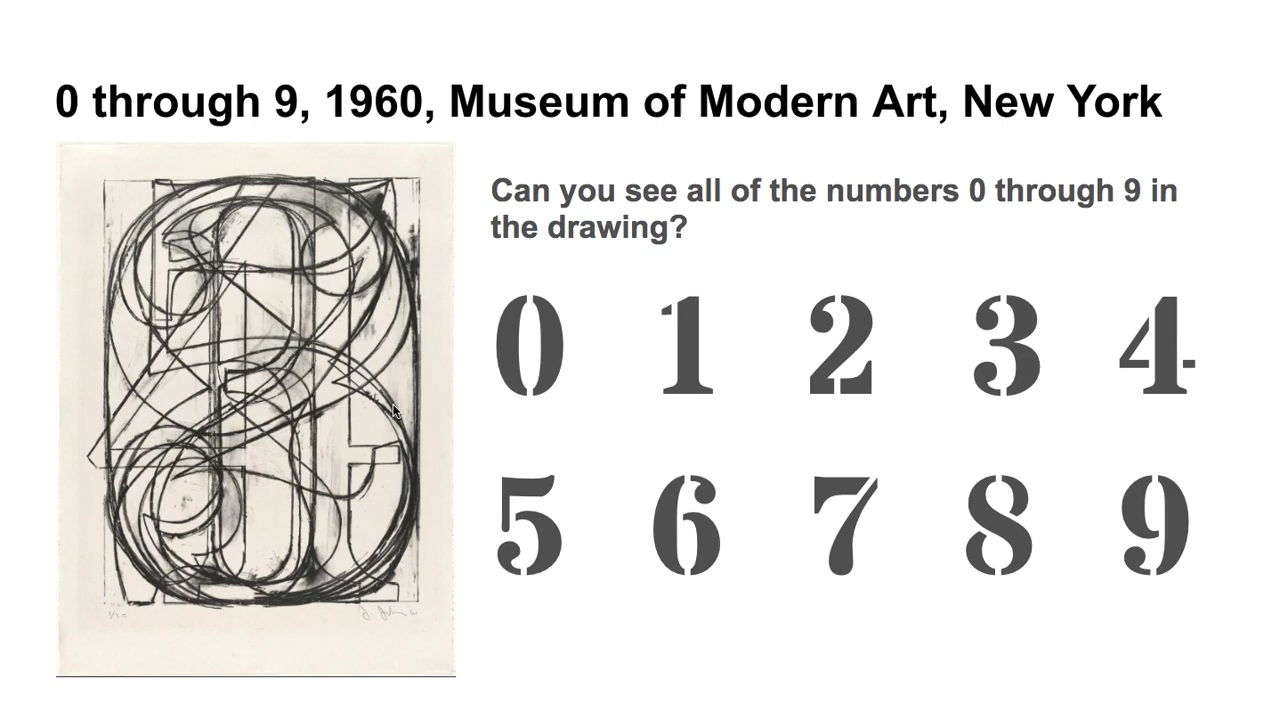 0 through 9, 1960, Museum of Modern Art, New York
Can you see all of the numbers 0 through 9 in
the drawing?
0 1 2 3 4
5 6 7 8 9